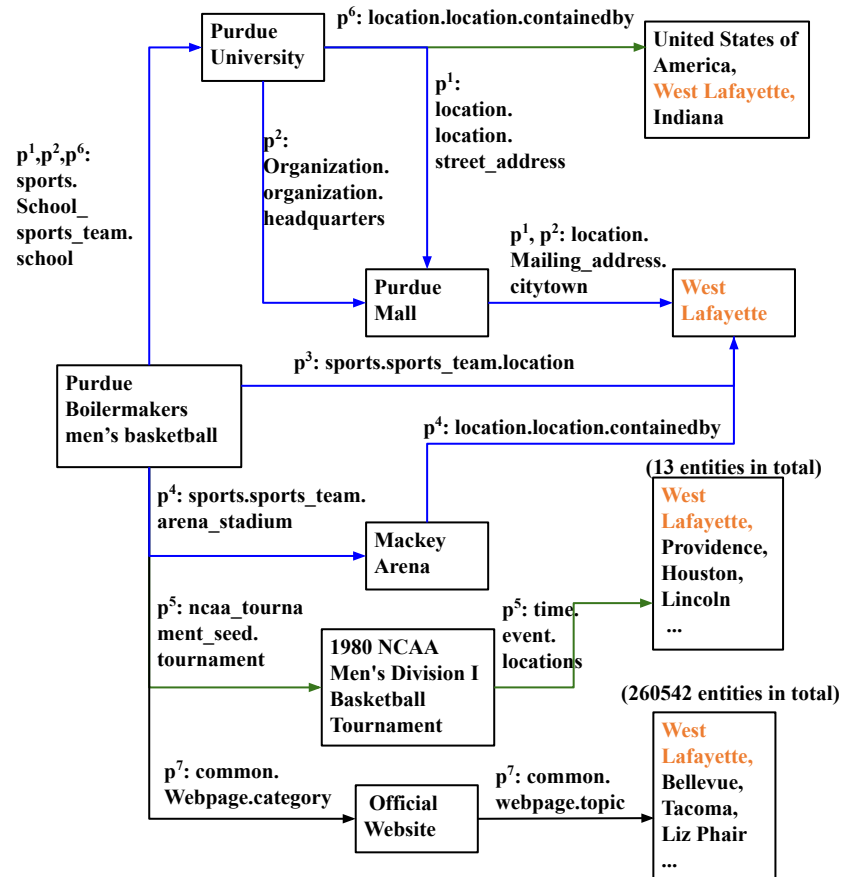 p⁶: location.location.containedby
Purdue
University
United States of
America,
West Lafayette,
Indiana
p¹:
location.
location.
street_address
p¹,p²,p⁶:
sports.
School_
sports_team.
school
p²:
Organization.
organization.
headquarters
p¹, p²: location.
Mailing_address.
citytown
Purdue
Mall
West
Lafayette
p³: sports.sports_team.location
Purdue
Boilermakers
men's basketball
p⁴: location.location.containedby
(13 entities in total)
p⁴: sports.sports_team.
arena_stadium
West
Lafayette,
Providence,
Houston,
Lincoln
...
Mackey
Arena
p⁵: ncaa_tourna
ment_seed.
tournament
p⁵: time.
event.
locations
1980 NCAA
Men's Division I
Basketball
Tournament
(260542 entities in total)
West
Lafayette,
Bellevue,
Tacoma,
Liz Phair
...
p⁷: common.
Webpage.category
Official
Website
p⁷: common.
webpage.topic